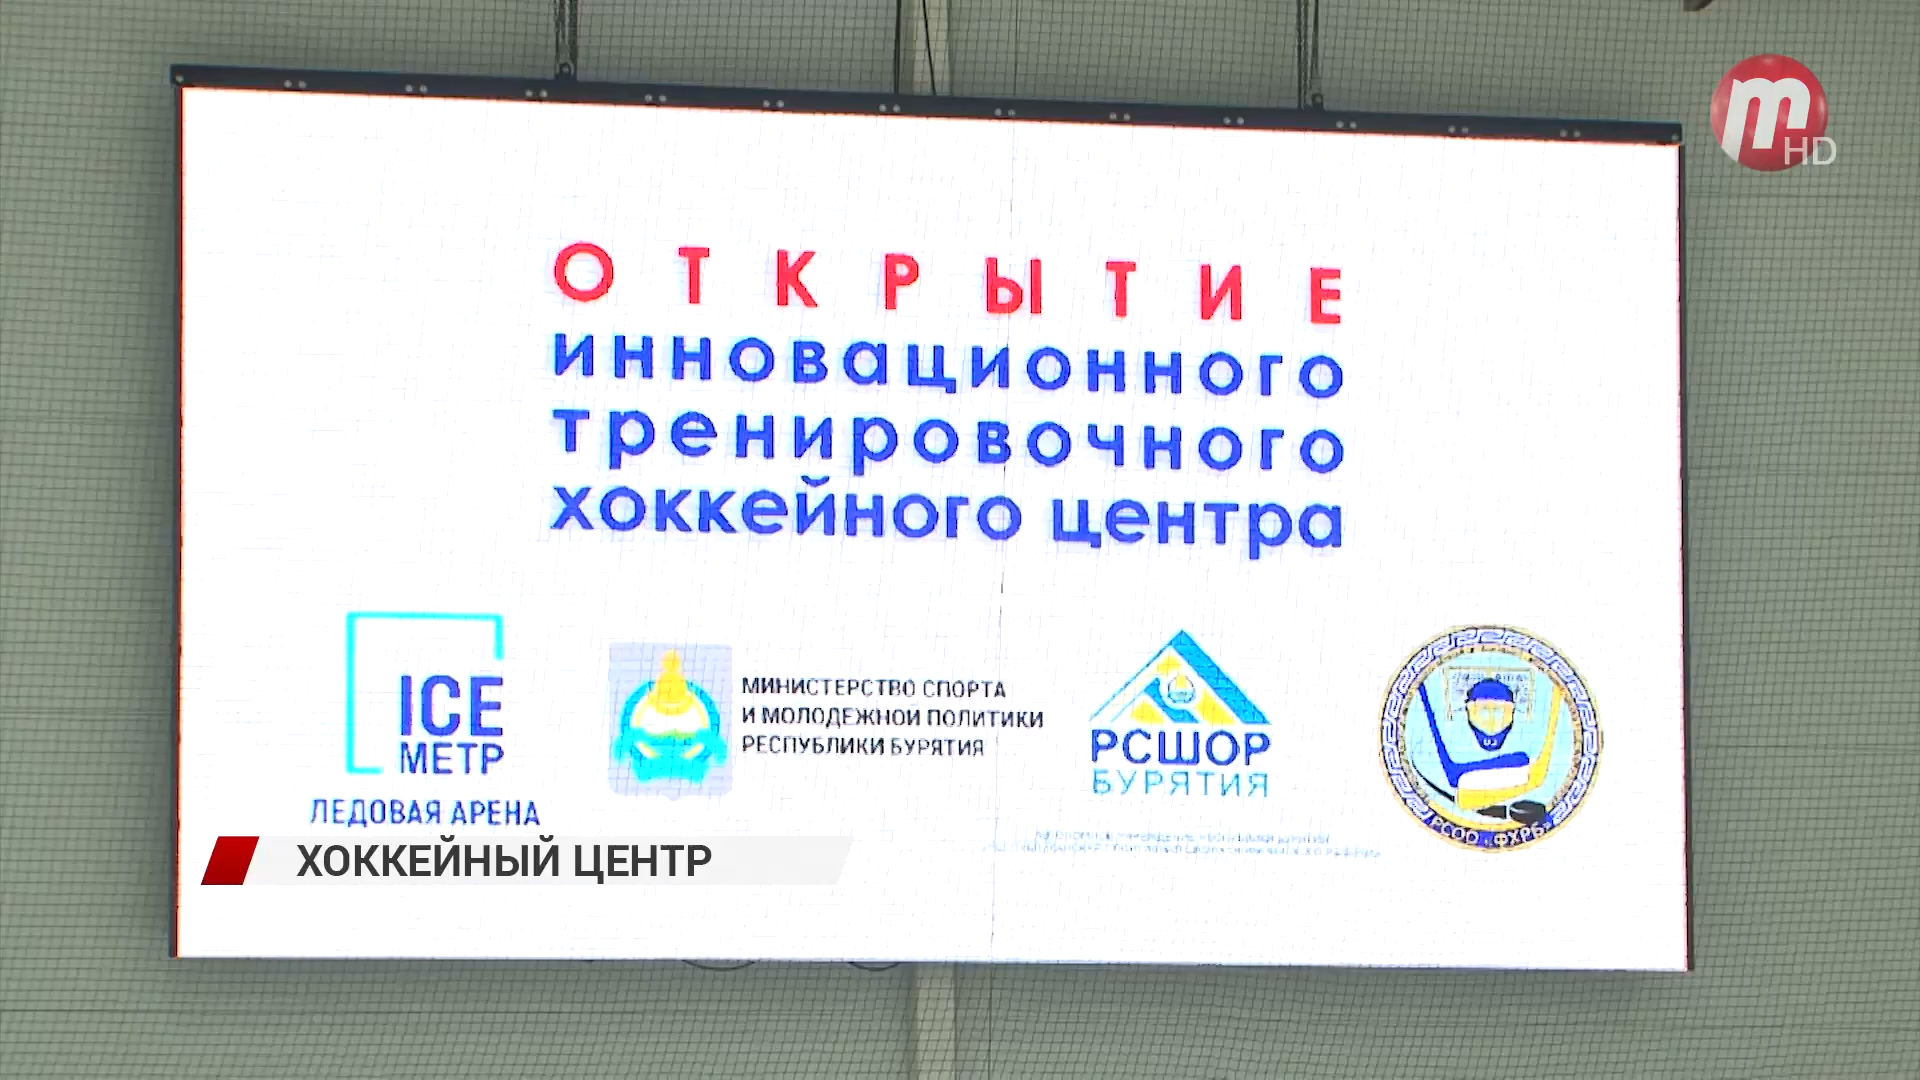 m HD
ОТКРЫТИЕ
инновационного
тренировочного
хоккейного центра
ICE
МЕТР
ЛЕДОВАЯ АРЕНА
МИНИСТЕРСТВО СПОРТА
И МОЛОДЕЖНОЙ ПОЛИТИКИ
РЕСПУБЛИКИ БУРЯТИЯ
РСШОР
БУРЯТИЯ
РСОО «ФХРБ»
ХОККЕЙНЫЙ ЦЕНТР